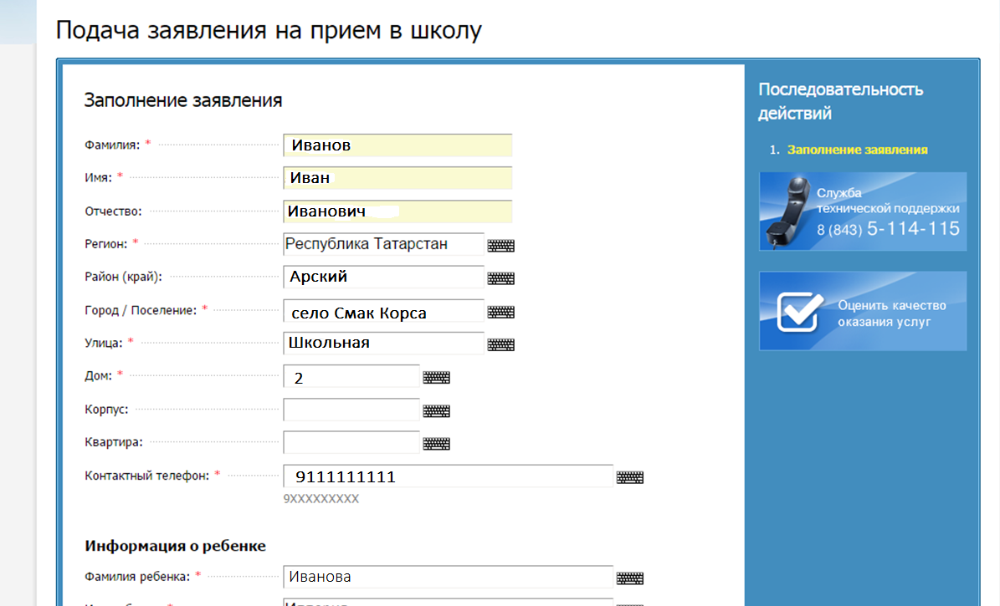 Подача заявления на прием в школу
Заполнение заявления
Фамилия: * Иванов
Имя: * Иван
Отчество: Иванович
Регион: * Республика Татарстан
Район (край): Арский
Город / Поселение: * село Смак Корса
Улица: * Школьная
Дом: * 2
Корпус:
Квартира:
Контактный телефон: * 9111111111
9XXXXXXXXX
Информация о ребенке
Фамилия ребенка: * Иванова
Последовательность
действий
1. Заполнение заявления
Служба
технической поддержки
8 (843) 5-114-115
Оценить качество
оказания услуг